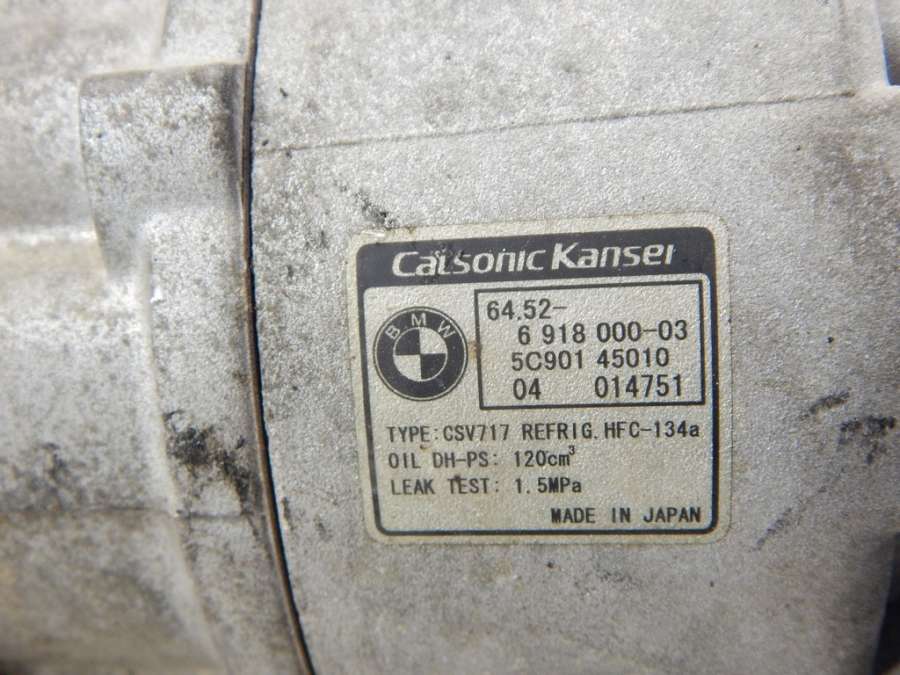 Calsonic Kansei
BMW
64.52-
6 918 000-03
5C901 45010
04 014751
TYPE:CSV717 REFRIG.HFC-134a
OIL DH-PS: 120cm³
LEAK TEST: 1.5MPa
MADE IN JAPAN